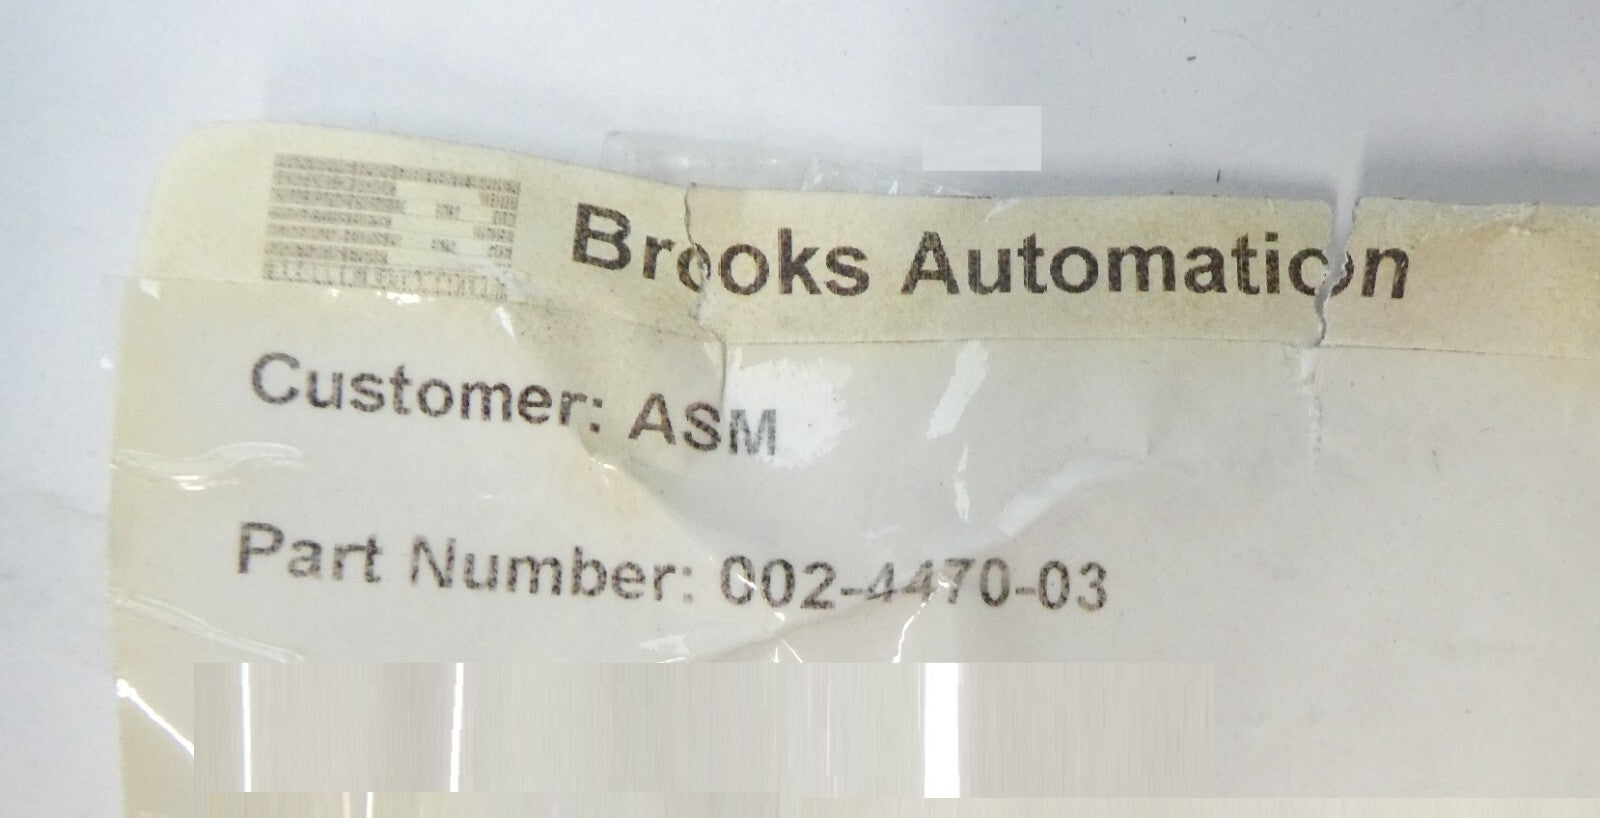 Brooks Automation
Customer: ASM
Part Number: 002-4470-03